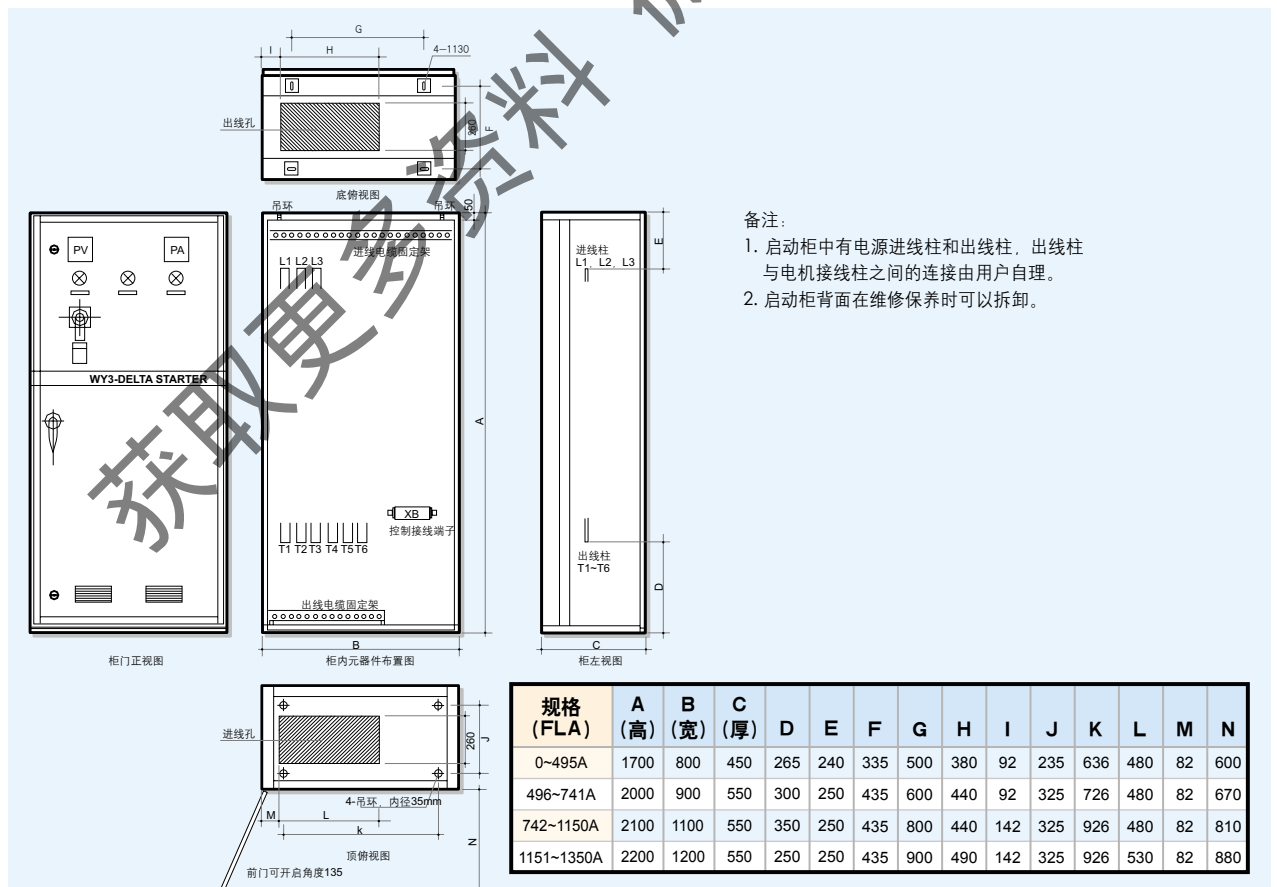 G
I
H
4-1130
出线孔
260
F
底俯视图
吊环
吊环
50
进线电缆固定架
L1 L2 L3
PV
PA
WY3-DELTA STARTER
A
XB
控制接线端子
T1 T2 T3 T4 T5 T6
出线电缆固定架
B
柜门正视图
柜内元器件布置图
E
进线柱
L1、L2、L3
出线柱
T1~T6
D
C
柜左视图
备注:
1. 启动柜中有电源进线柱和出线柱，出线柱
与电机接线柱之间的连接由用户自理。
2. 启动柜背面在维修保养时可以拆卸。
进线孔
260
J
4-吊环，内径35mm
M
L
k
N
顶俯视图
前门可开启角度135
规格 A B C D E F G H I J K L M N
(FLA) (高) (宽) (厚)
0~495A 1700 800 450 265 240 335 500 380 92 235 636 480 82 600
496~741A 2000 900 550 300 250 435 600 440 92 325 726 480 82 670
742~1150A 2100 1100 550 350 250 435 800 440 142 325 926 480 82 810
1151~1350A 2200 1200 550 250 250 435 900 490 142 325 926 530 82 880
获取更多资料